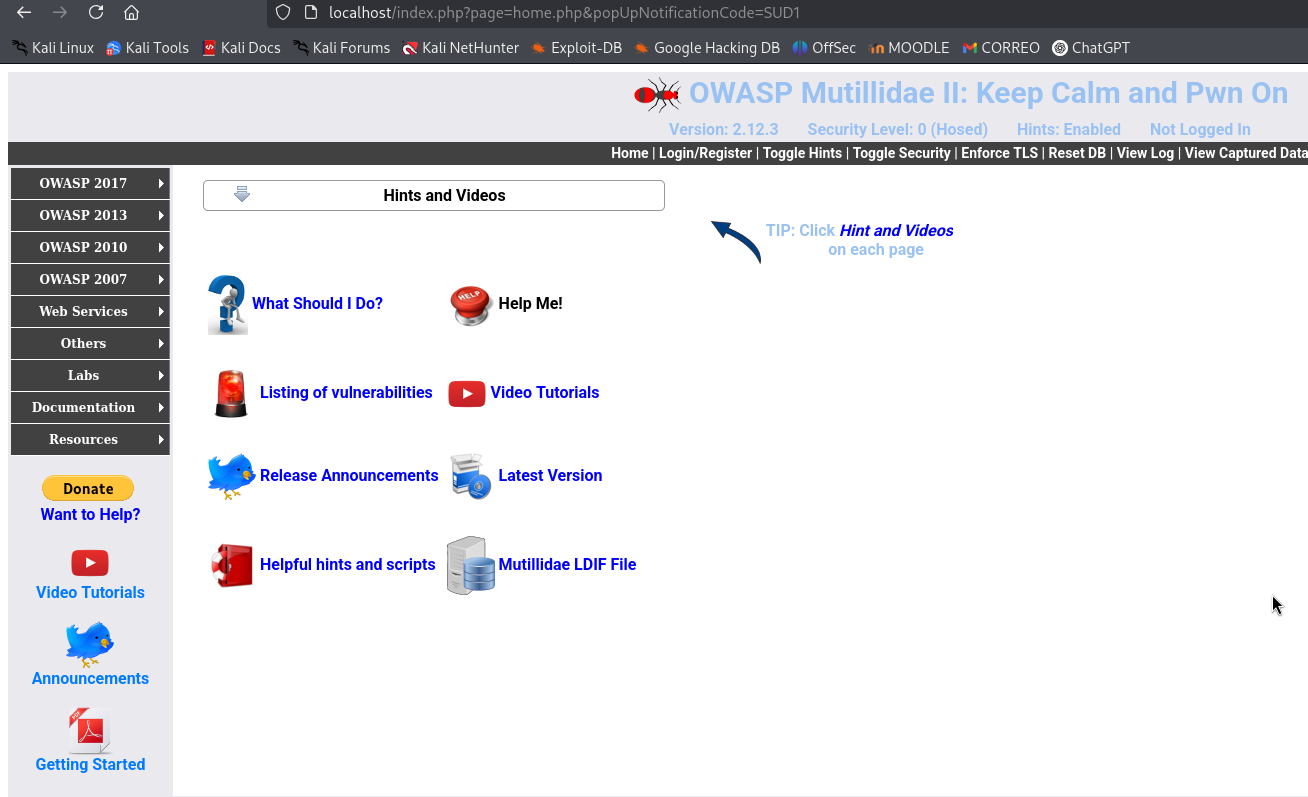 localhost/index.php?page=home.php&popUpNotificationCode=SUD1
Kali Linux Kali Tools Kali Docs Kali Forums Kali NetHunter Exploit-DB Google Hacking DB OffSec MOODLE CORREO ChatGPT
OWASP Mutillidae II: Keep Calm and Pwn On
Version: 2.12.3 Security Level: 0 (Hosed) Hints: Enabled Not Logged In
Home | Login/Register | Toggle Hints | Toggle Security | Enforce TLS | Reset DB | View Log | View Captured Data
OWASP 2017
OWASP 2013
OWASP 2010
OWASP 2007
Web Services
Others
Labs
Documentation
Resources
Donate
Want to Help?
Video Tutorials
Announcements
PDF
Getting Started
Hints and Videos
TIP: Click Hint and Videos
on each page
What Should I Do?
HELP
Help Me!
Listing of vulnerabilities
Video Tutorials
Release Announcements
Latest Version
Helpful hints and scripts
Mutillidae LDIF File